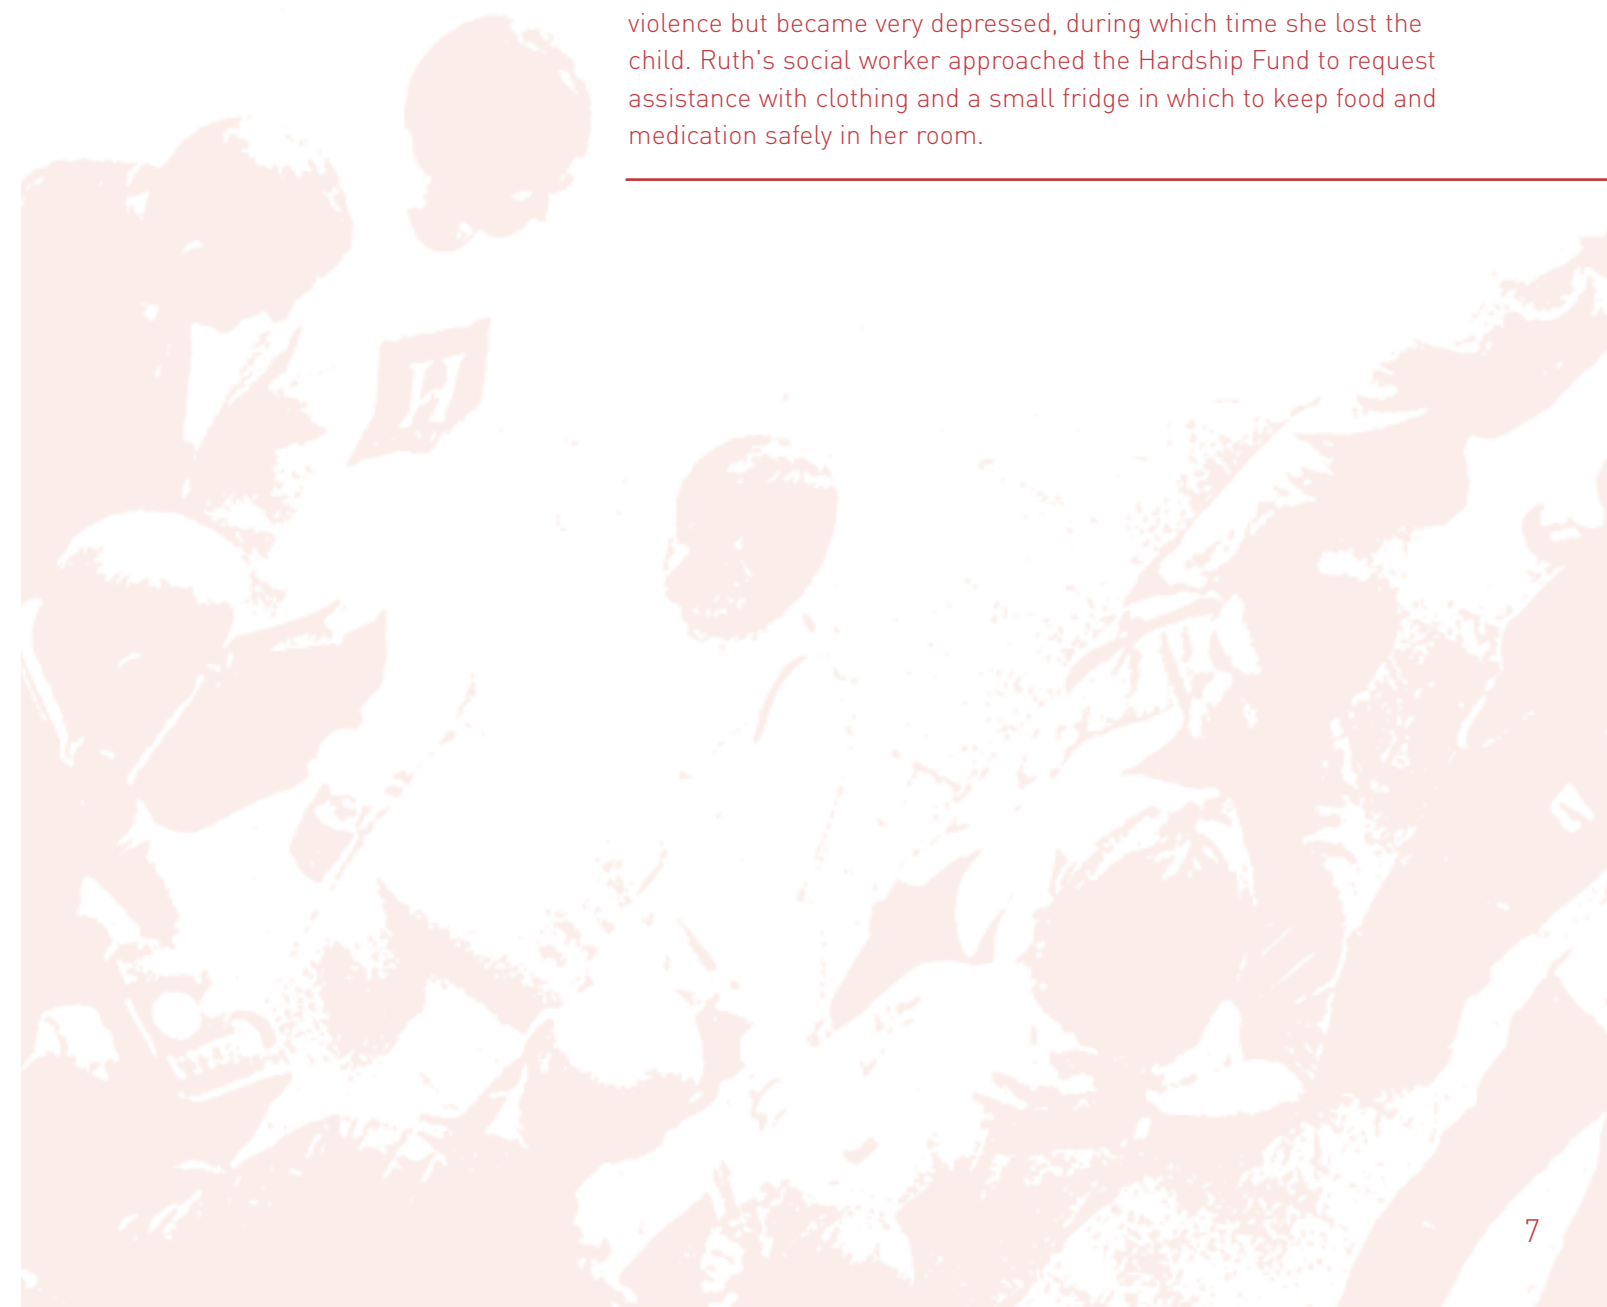 violence but became very depressed, during which time she lost the
child. Ruth's social worker approached the Hardship Fund to request
assistance with clothing and a small fridge in which to keep food and
medication safely in her room.
H
7